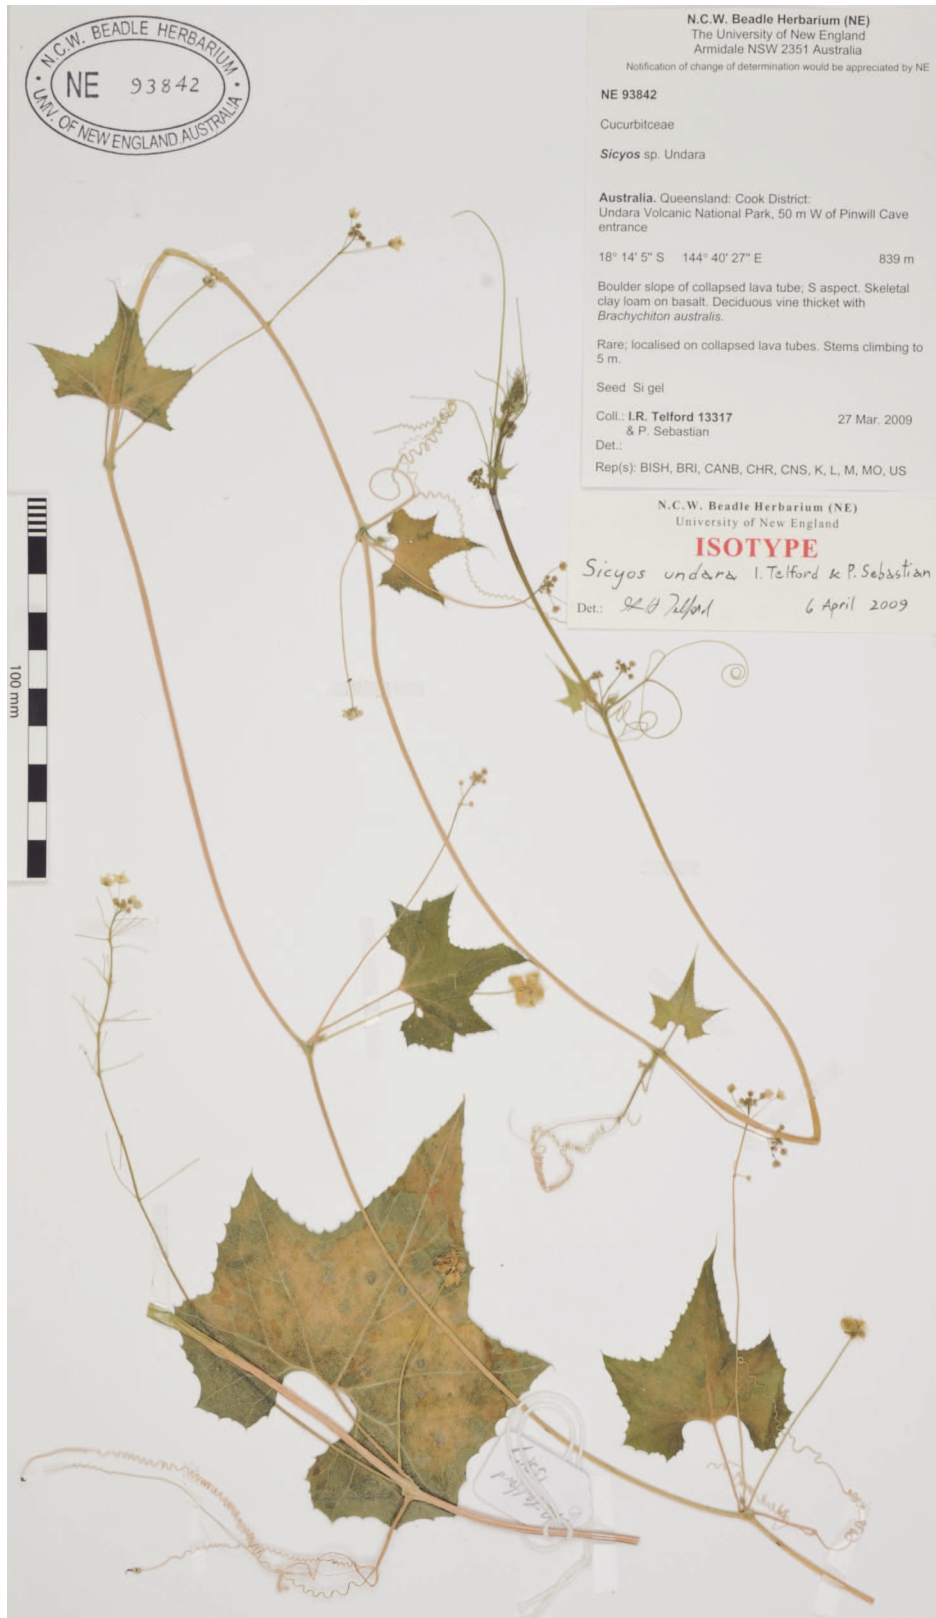 N.C.W. BEADLE HERBARIUM
NE 93842
UNIV. OF NEW ENGLAND, AUSTRALIA
N.C.W. Beadle Herbarium (NE)
The University of New England
Armidale NSW 2351 Australia
Notification of change of determination would be appreciated by NE
NE 93842
Cucurbitceae
Sicyos sp. Undara
Australia. Queensland: Cook District:
Undara Volcanic National Park, 50 m W of Pinwill Cave
entrance
18° 14' 5" S 144° 40' 27" E 839 m
Boulder slope of collapsed lava tube; S aspect. Skeletal
clay loam on basalt. Deciduous vine thicket with
Brachychiton australis.
Rare; localised on collapsed lava tubes. Stems climbing to
5 m.
Seed Si gel
Coll.: I.R. Telford 13317 27 Mar. 2009
& P. Sebastian
Det.:
Rep(s): BISH, BRI, CANB, CHR, CNS, K, L, M, MO, US
N.C.W. Beadle Herbarium (NE)
University of New England
ISOTYPE
Sicyos undara I. Telford & P. Sebastian
Det.: Telford 6 April 2009
100 mm